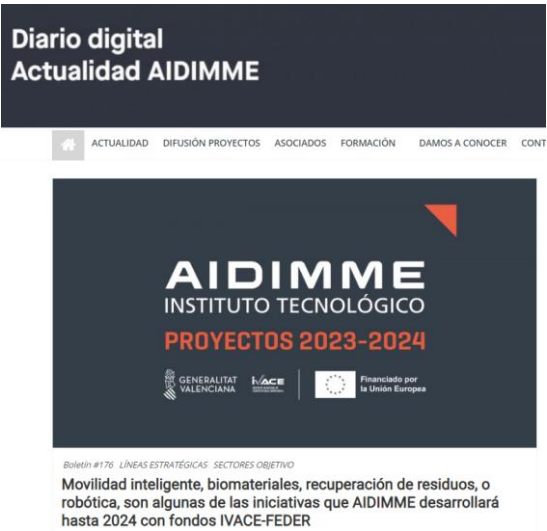 Diario digital
Actualidad AIDIMME
ACTUALIDAD DIFUSIÓN PROYECTOS ASOCIADOS FORMACIÓN DAMOS A CONOCER CONT
AIDIMME
INSTITUTO TECNOLÓGICO
PROYECTOS 2023-2024
GENERALITAT
VALENCIANA
IVACE
Financiado por
la Unión Europea
Boletín #176 LÍNEAS ESTRATÉGICAS SECTORES OBJETIVO
Movilidad inteligente, biomateriales, recuperación de residuos, o
robótica, son algunas de las iniciativas que AIDIMME desarrollará
hasta 2024 con fondos IVACE-FEDER